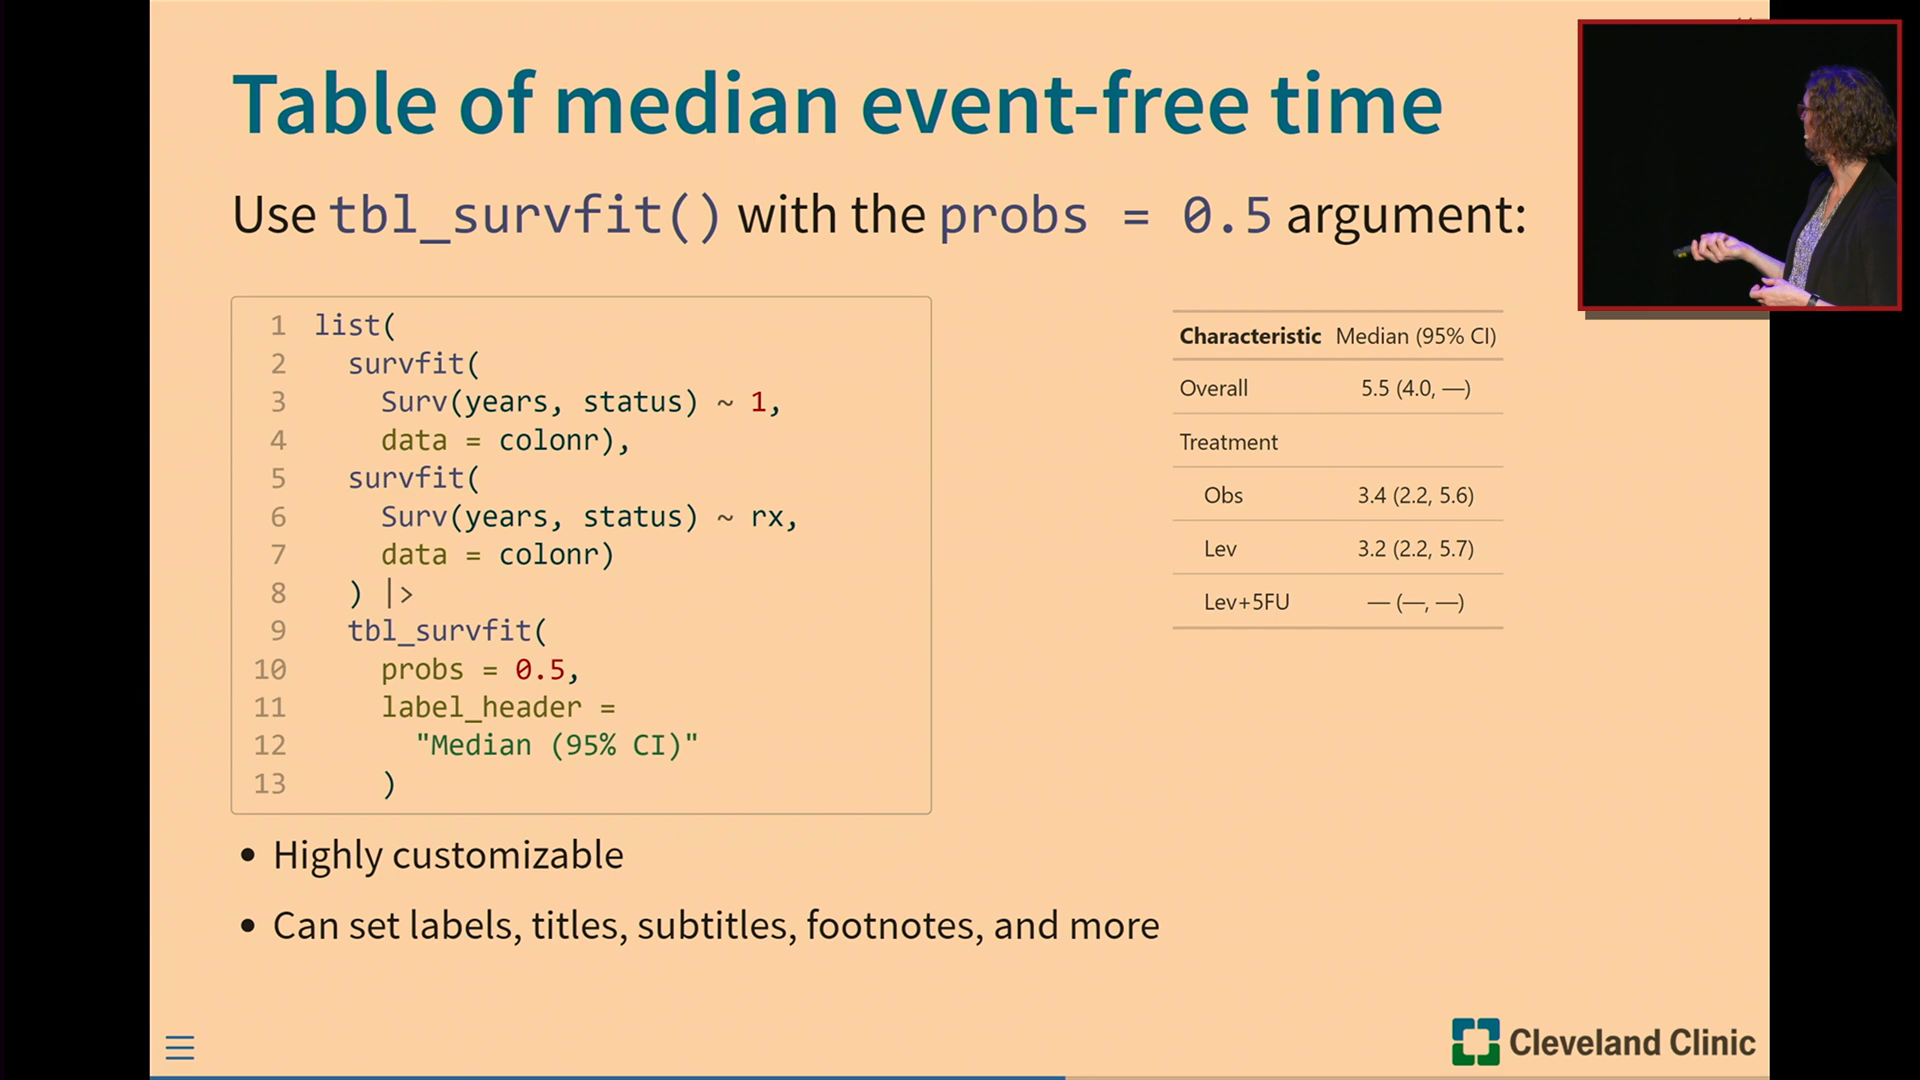 Table of median event-free time
Use tbl_survfit() with the probs = 0.5 argument:
1 list(
2 survfit(
3 Surv(years, status) ~ 1,
4 data = colonr),
5 survfit(
6 Surv(years, status) ~ rx,
7 data = colonr)
8 ) |>
9 tbl_survfit(
10 probs = 0.5,
11 label_header =
12 "Median (95% CI)"
13 )
Characteristic Median (95% CI)
Overall 5.5 (4.0, —)
Treatment
Obs 3.4 (2.2, 5.6)
Lev 3.2 (2.2, 5.7)
Lev+5FU — (—, —)
• Highly customizable
• Can set labels, titles, subtitles, footnotes, and more
Cleveland Clinic